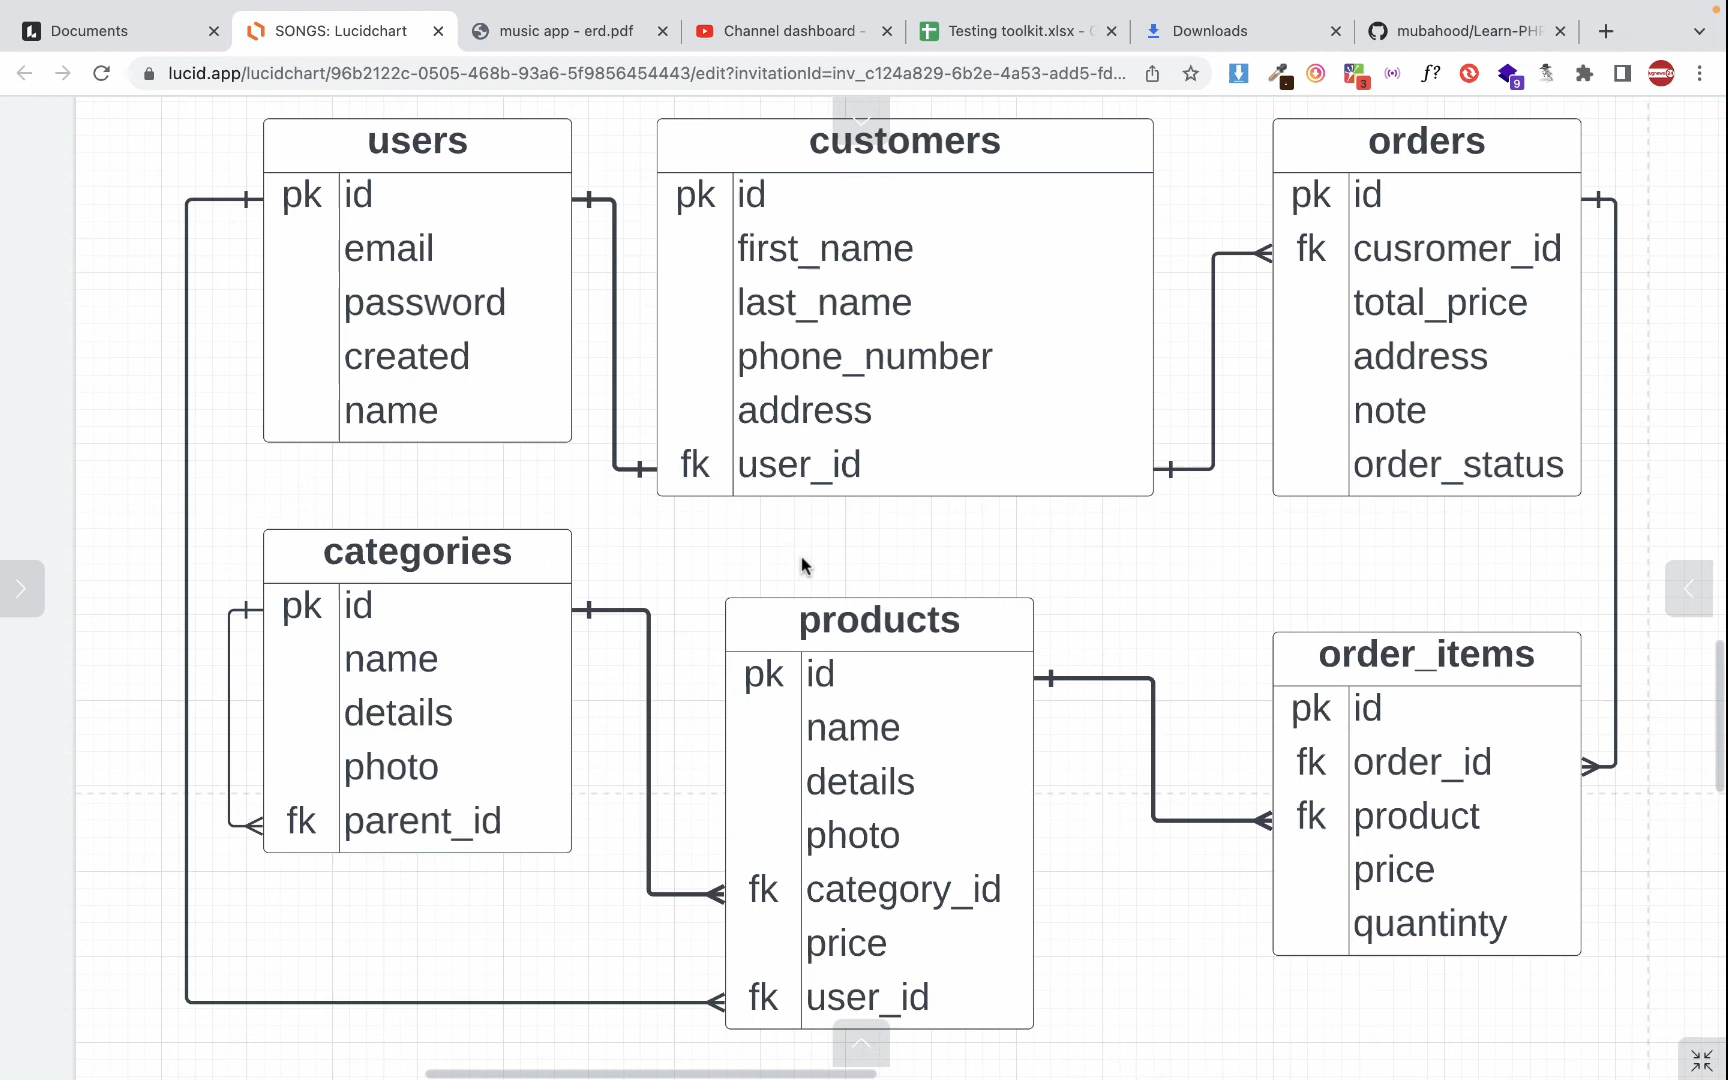 Documents
SONGS: Lucidchart
music app - erd.pdf
Channel dashboard -
Testing toolkit.xlsx -
Downloads
mubahood/Learn-PH
lucid.app/lucidchart/96b2122c-0505-468b-93a6-5f9856454443/edit?invitationId=inv_c124a829-6b2e-4a53-add5-fd...
3
f?
9
users
pk id
email
password
created
name
customers
pk id
first_name
last_name
phone_number
address
fk user_id
orders
pk id
fk cusromer_id
total_price
address
note
order_status
categories
pk id
name
details
photo
fk parent_id
products
pk id
name
details
photo
fk category_id
price
fk user_id
order_items
pk id
fk order_id
fk product
price
quantinty